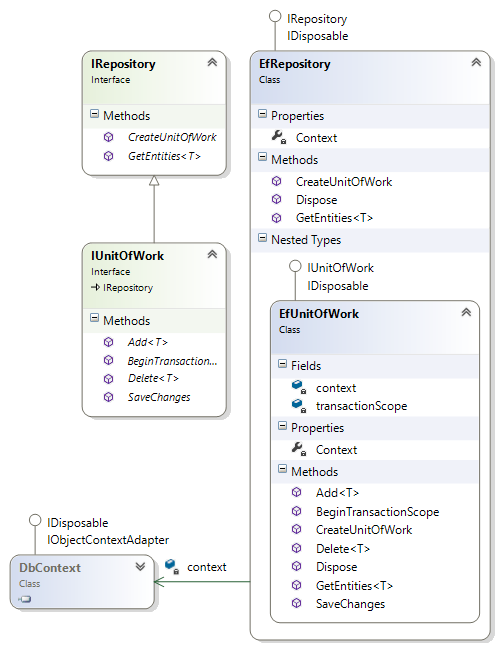 IRepository
Interface
Methods
CreateUnitOfWork
GetEntities<T>
IUnitOfWork
Interface
IRepository
Methods
Add<T>
BeginTransaction...
Delete<T>
SaveChanges
IDisposable
IObjectContextAdapter
DbContext
Class
context
IRepository
IDisposable
EfRepository
Class
Properties
Context
Methods
CreateUnitOfWork
Dispose
GetEntities<T>
Nested Types
IUnitOfWork
IDisposable
EfUnitOfWork
Class
Fields
context
transactionScope
Properties
Context
Methods
Add<T>
BeginTransactionScope
CreateUnitOfWork
Delete<T>
Dispose
GetEntities<T>
SaveChanges